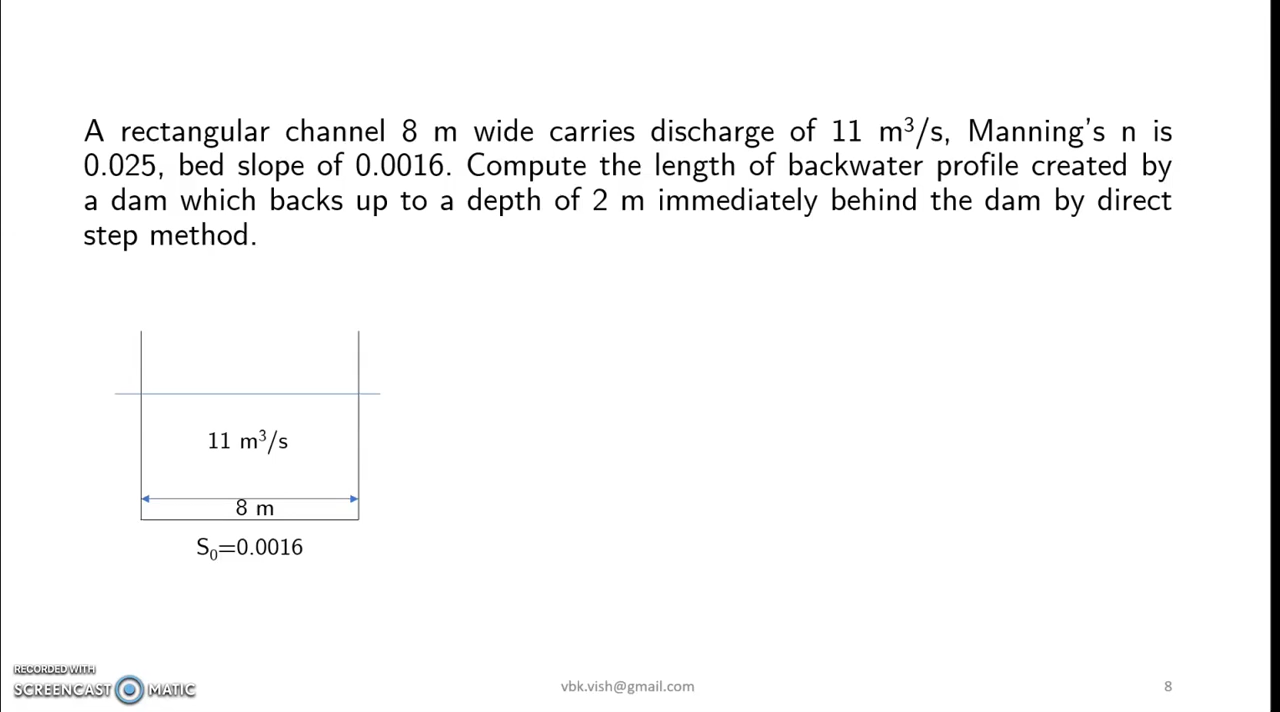 A rectangular channel 8 m wide carries discharge of 11 m³/s, Manning's n is
0.025, bed slope of 0.0016. Compute the length of backwater profile created by
a dam which backs up to a depth of 2 m immediately behind the dam by direct
step method.
11 m³/s
8 m
S₀=0.0016
RECORDED WITH
SCREENCAST MATIC
vbk.vish@gmail.com
8